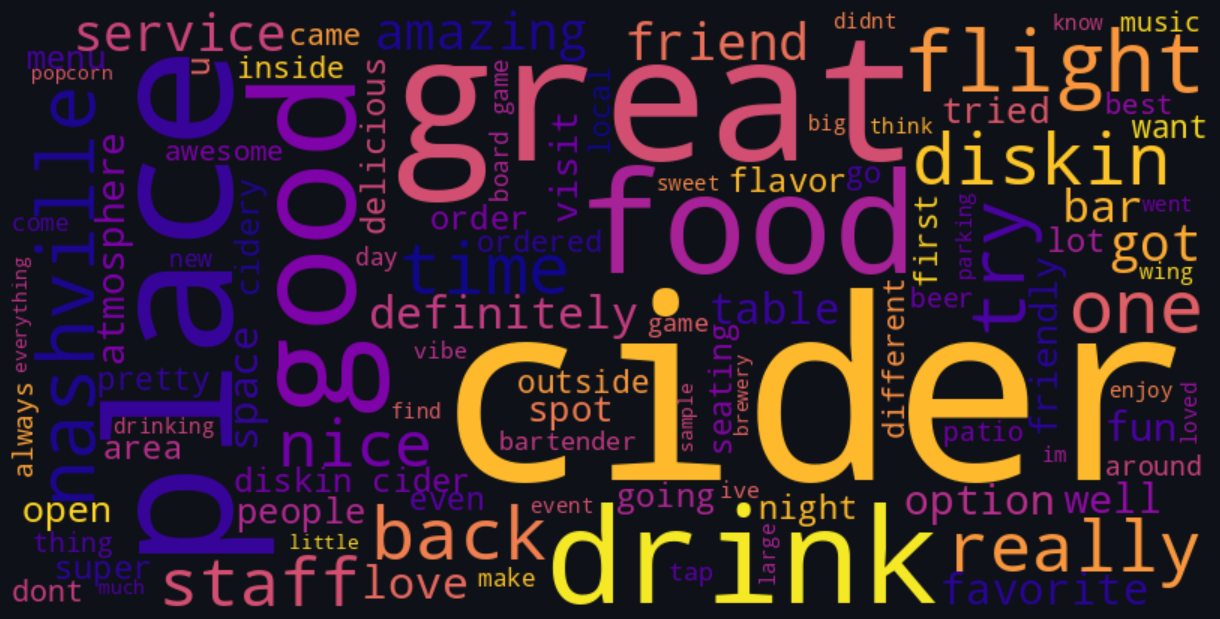 service
came
amazing
friend
didnt
know
music
menu
popcorn
u
inside
flight
great
tried
best
want
big
think
nashville
place
good
delicious
board game
visit
local
awesome
atmosphere
diskin
sweet
flavor
go
food
bar
went
come
cidery
order
ordered
first
parking
try
lot
got
wing
new
day
time
everything
space
definitely
game
table
beer
different
friendly
one
vibe
cider
pretty
outside
spot
seating
brewery
sample
enjoy
loved
always
drinking
area
find
bartender
nice
patio
fun
im
around
diskin cider
even
event
going
ive
night
option
well
open
people
thing
little
back
drink
really
super
much
dont
staff
love
make
tap
large
favorite